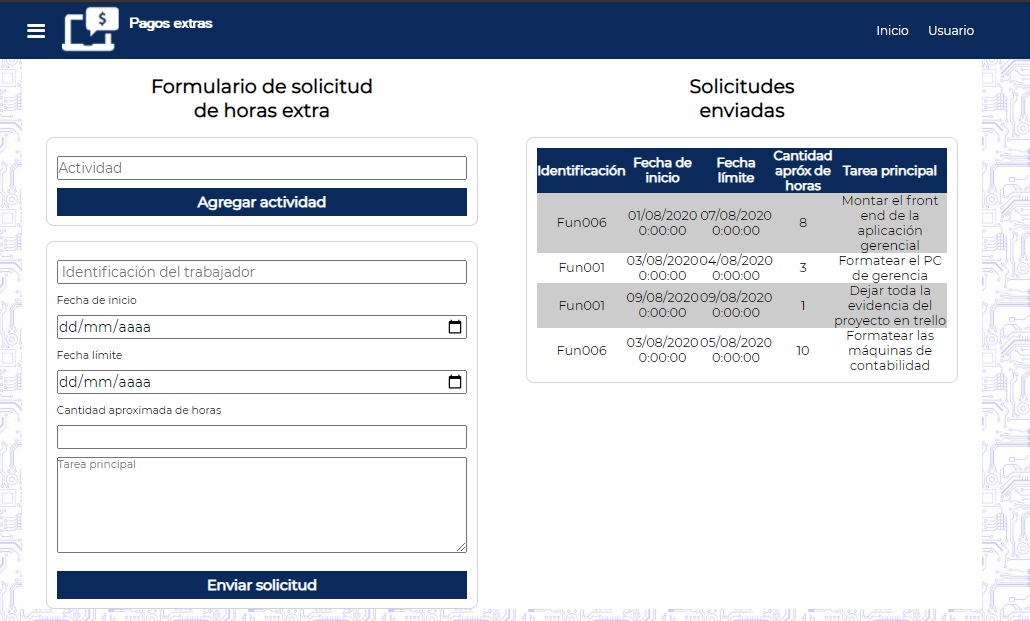 $
Pagos extras
Inicio
Usuario
Formulario de solicitud
de horas extra
Actividad
Agregar actividad
Identificación del trabajador
Fecha de inicio
dd/mm/aaaa
Fecha límite
dd/mm/aaaa
Cantidad aproximada de horas
Tarea principal
Enviar solicitud
Solicitudes
enviadas
Identificación
Fecha de
inicio
Fecha
límite
Cantidad
apróx de
horas
Tarea principal
Fun006
01/08/2020
0:00:00
07/08/2020
0:00:00
8
Montar el front
end de la
aplicación
gerencial
Fun001
03/08/2020
0:00:00
04/08/2020
0:00:00
3
Formatear el PC
de gerencia
Fun001
09/08/2020
0:00:00
09/08/2020
0:00:00
1
Dejar toda la
evidencia del
proyecto en trello
Fun006
03/08/2020
0:00:00
05/08/2020
0:00:00
10
Formatear las
máquinas de
contabilidad